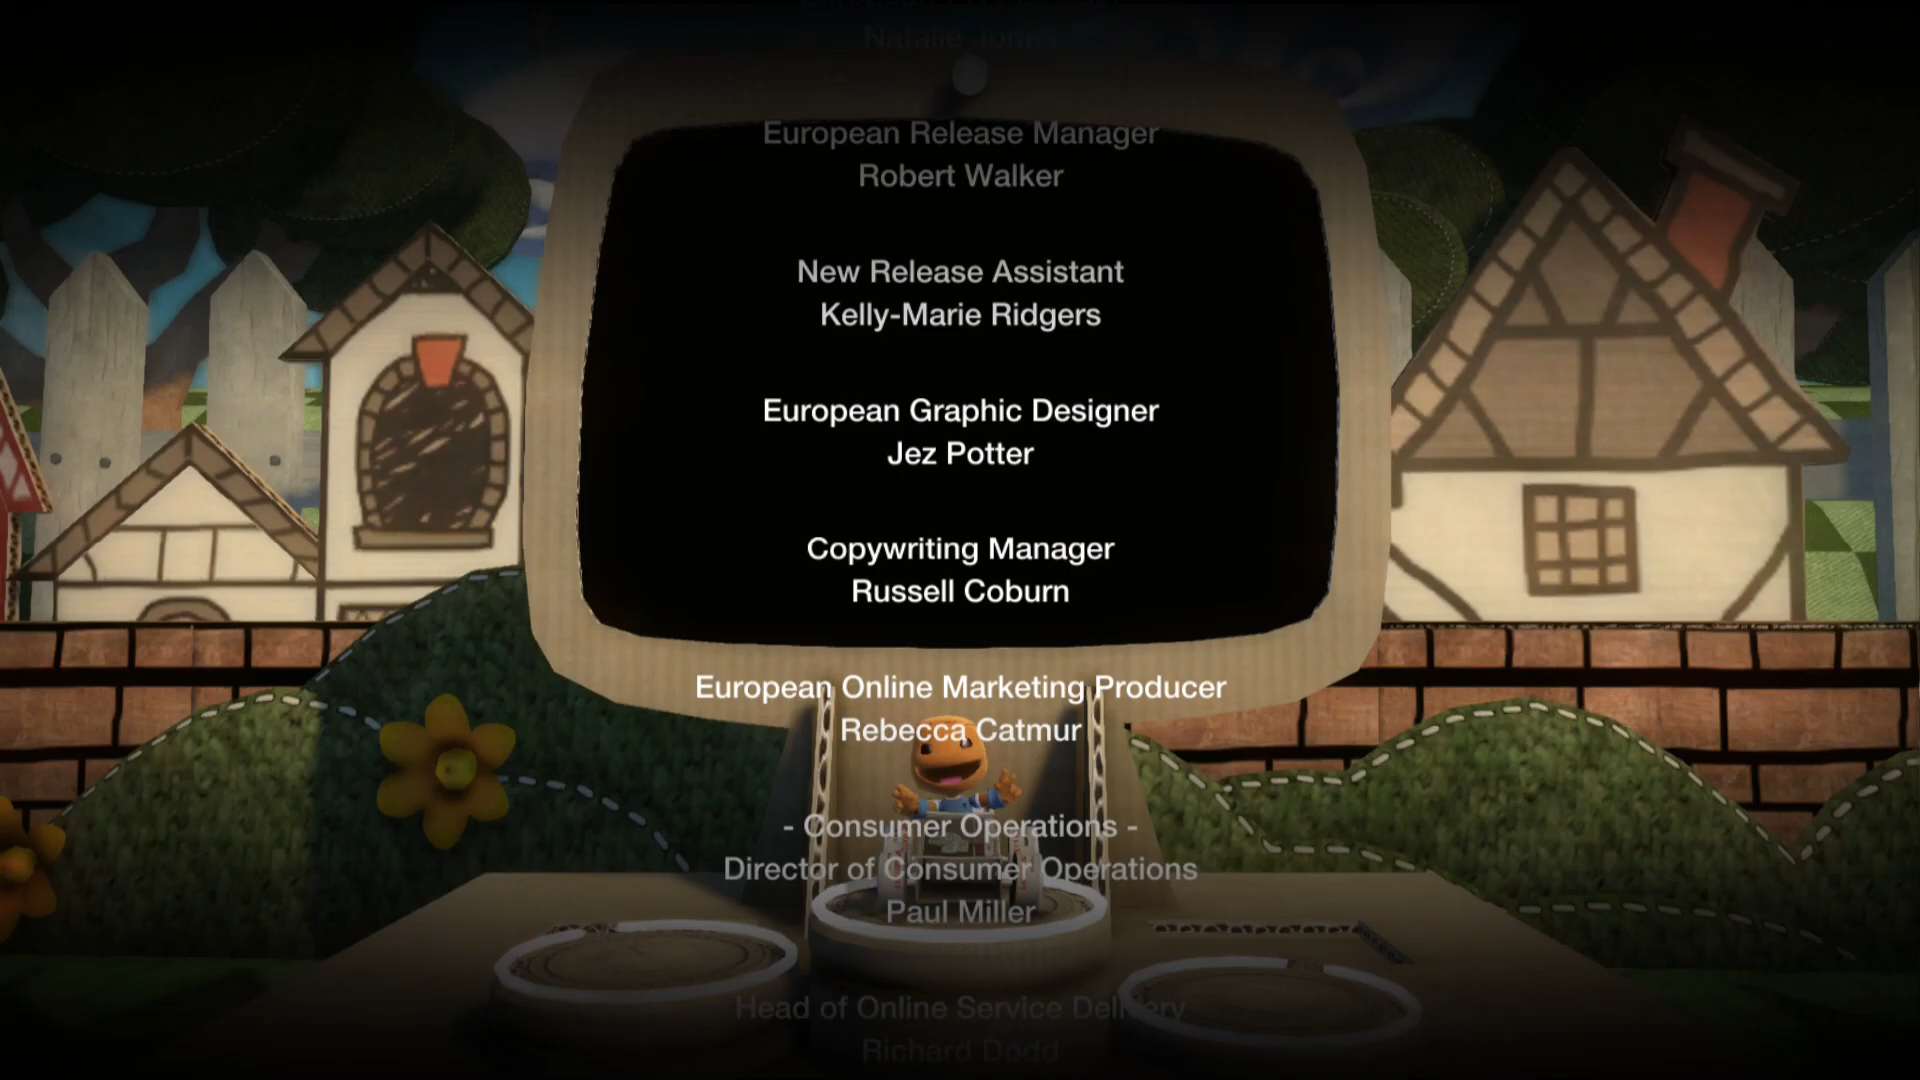 Natalie Jones
European Release Manager
Robert Walker
New Release Assistant
Kelly-Marie Ridgers
European Graphic Designer
Jez Potter
Copywriting Manager
Russell Coburn
European Online Marketing Producer
Rebecca Catmur
- Consumer Operations -
Director of Consumer Operations
Paul Miller
Head of Online Service Delivery
Richard Dodd